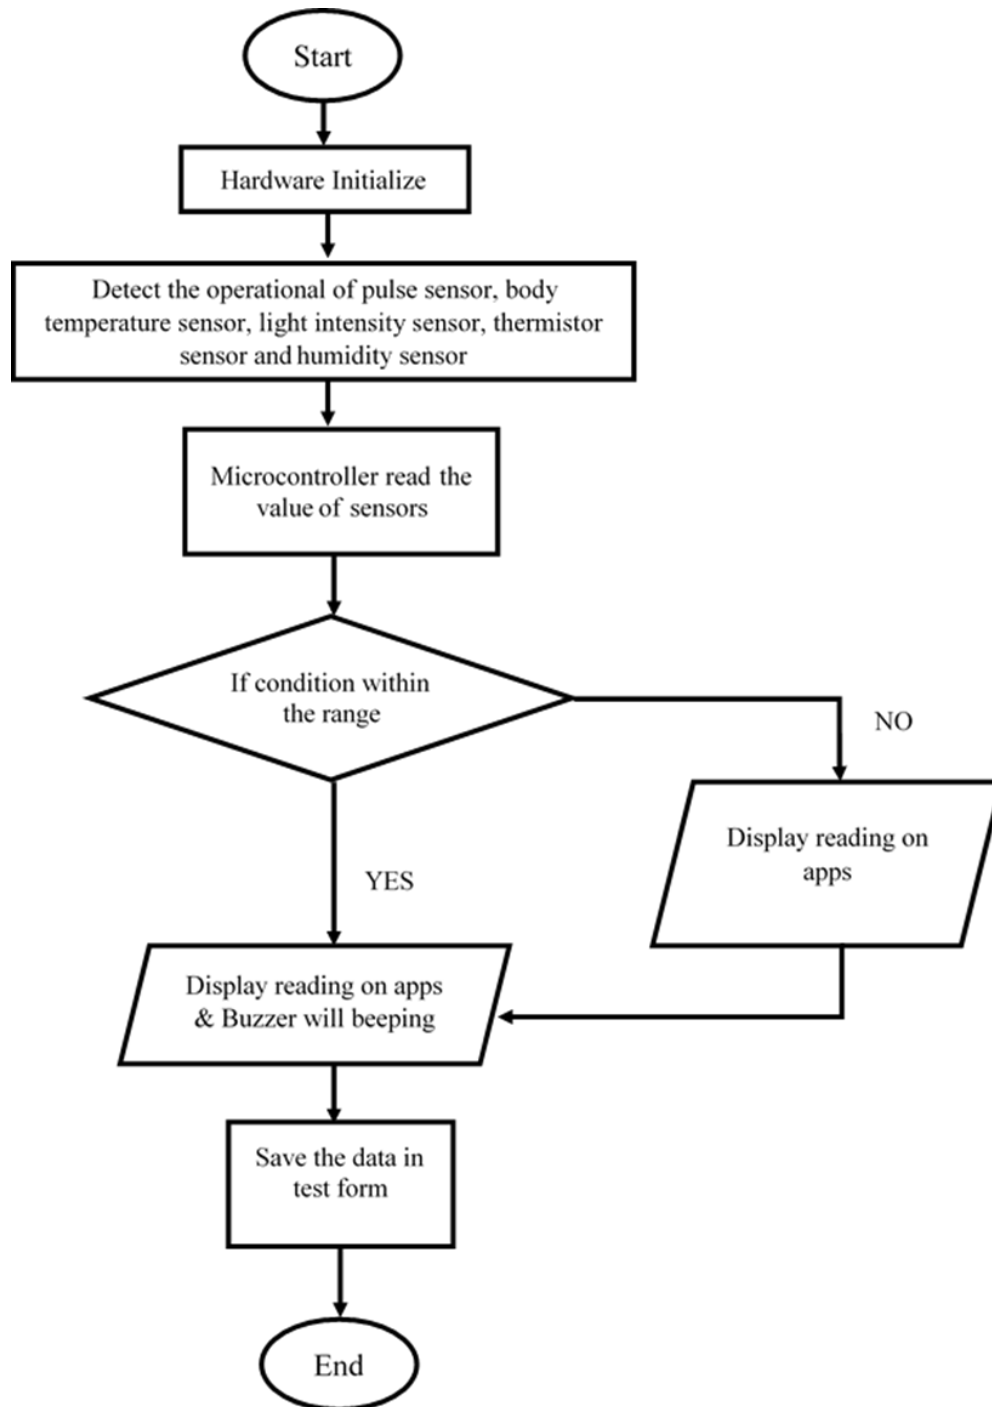 Start
Hardware Initialize
Detect the operational of pulse sensor, body
temperature sensor, light intensity sensor, thermistor
sensor and humidity sensor
Microcontroller read the
value of sensors
If condition within
the range
NO
Display reading on
apps
YES
Display reading on apps
& Buzzer will beeping
Save the data in
test form
End